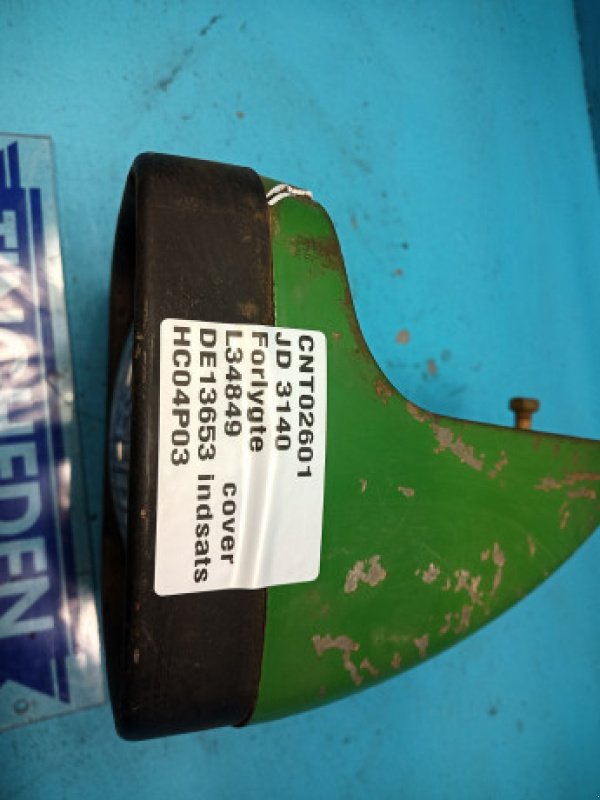 CNT02601
JD 3140
Forlygte
L34849 cover
DE13653 indsats
HC04P03